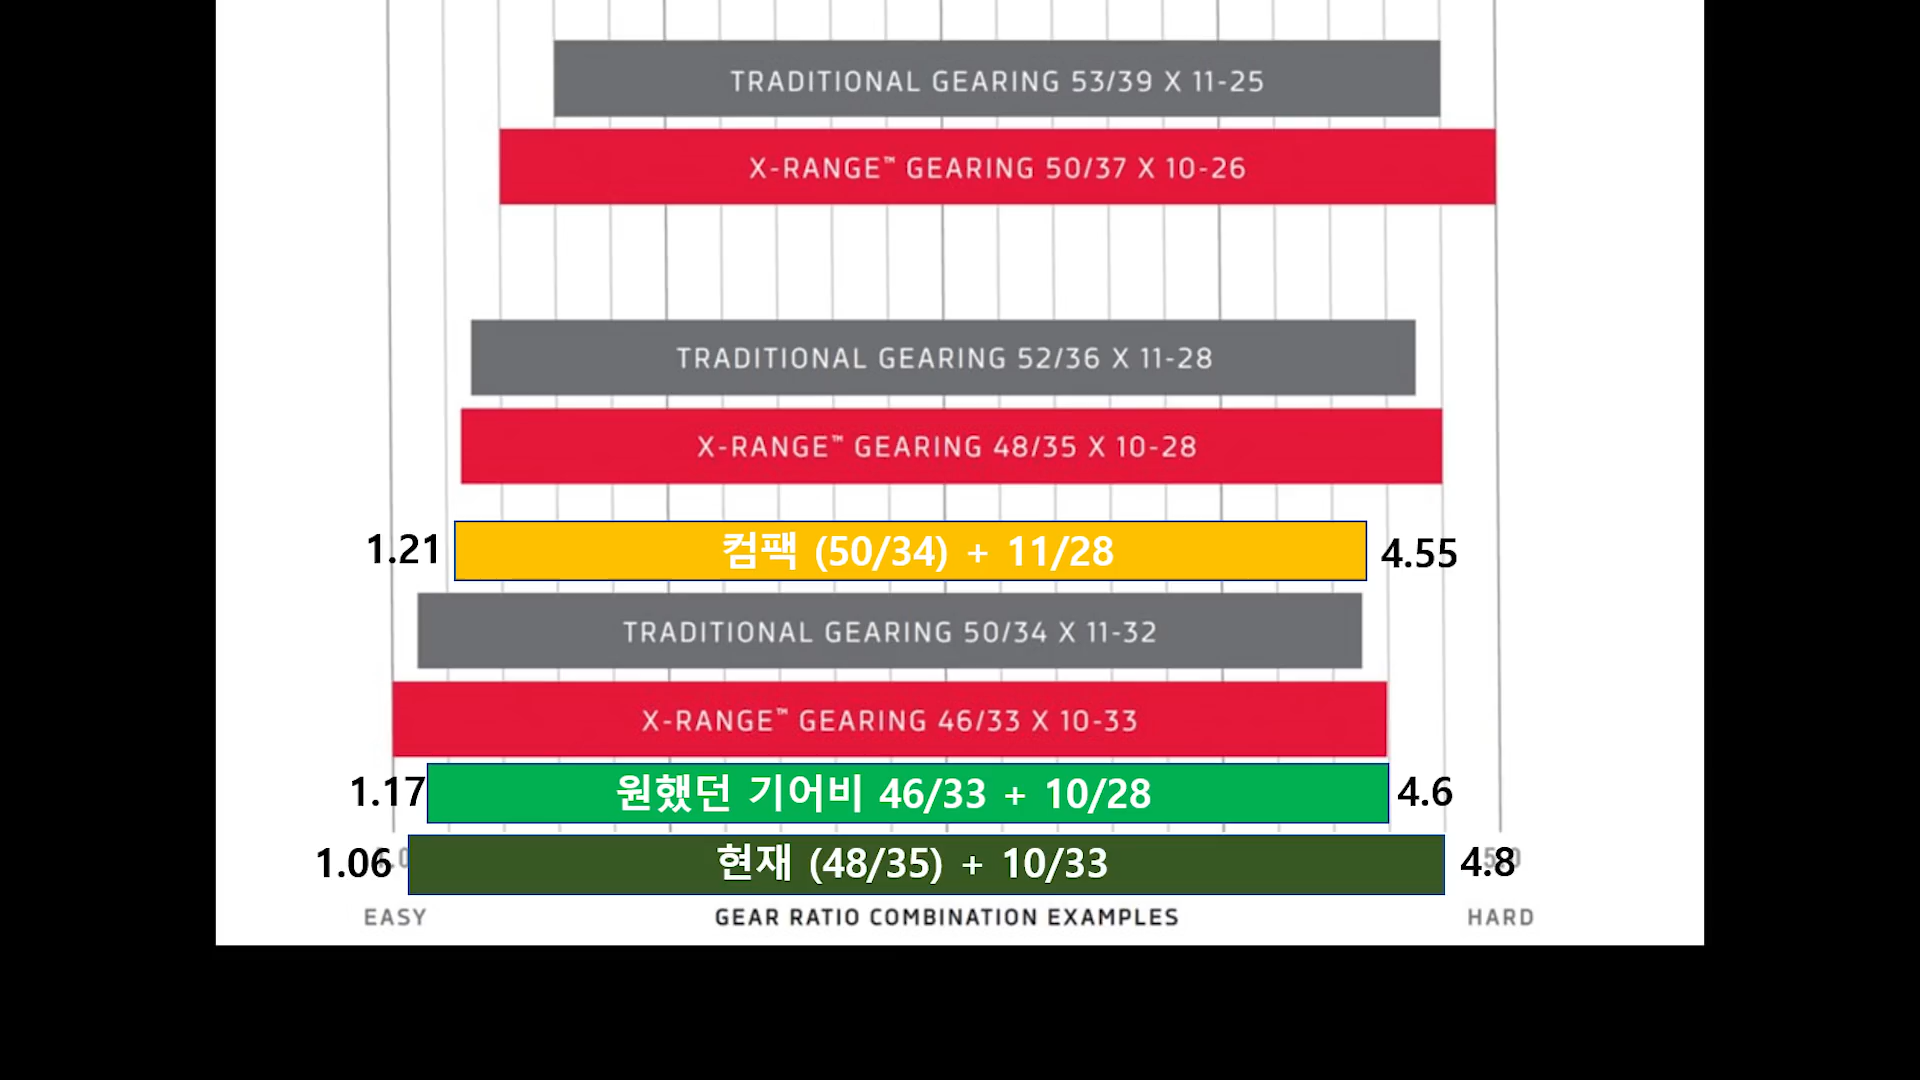 TRADITIONAL GEARING 53/39 X 11-25
X-RANGE™ GEARING 50/37 X 10-26
TRADITIONAL GEARING 52/36 X 11-28
X-RANGE™ GEARING 48/35 X 10-28
1.21 컴팩 (50/34) + 11/28 4.55
TRADITIONAL GEARING 50/34 X 11-32
X-RANGE™ GEARING 46/33 X 10-33
1.17 원했던 기어비 46/33 + 10/28 4.6
1.06 현재 (48/35) + 10/33 4.8
EASY GEAR RATIO COMBINATION EXAMPLES HARD